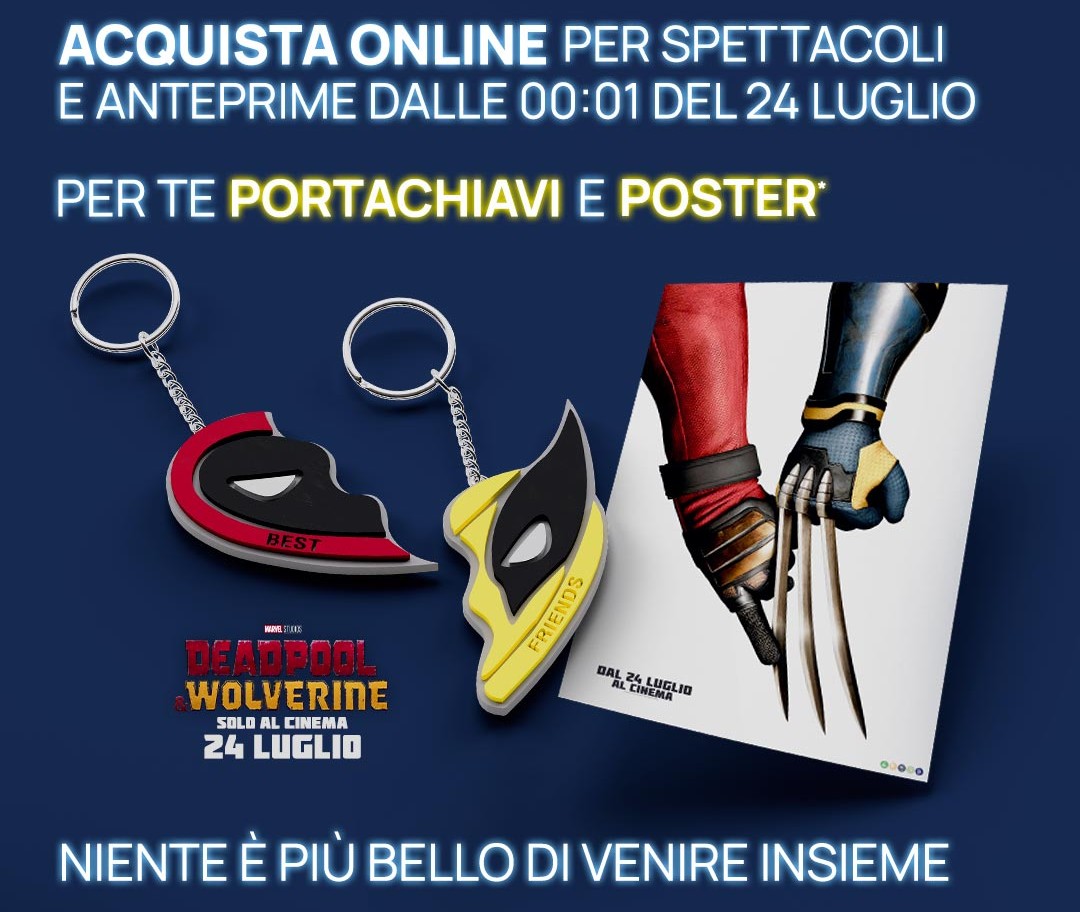 ACQUISTA ONLINE PER SPETTACOLI
E ANTEPRIME DALLE 00:01 DEL 24 LUGLIO
PER TE PORTACHIAVI E POSTER*
BEST
FRIENDS
DAL 24 LUGLIO
AL CINEMA
MARVEL STUDIOS
DEADPOOL
& WOLVERINE
SOLO AL CINEMA
24 LUGLIO
NIENTE È PIÙ BELLO DI VENIRE INSIEME